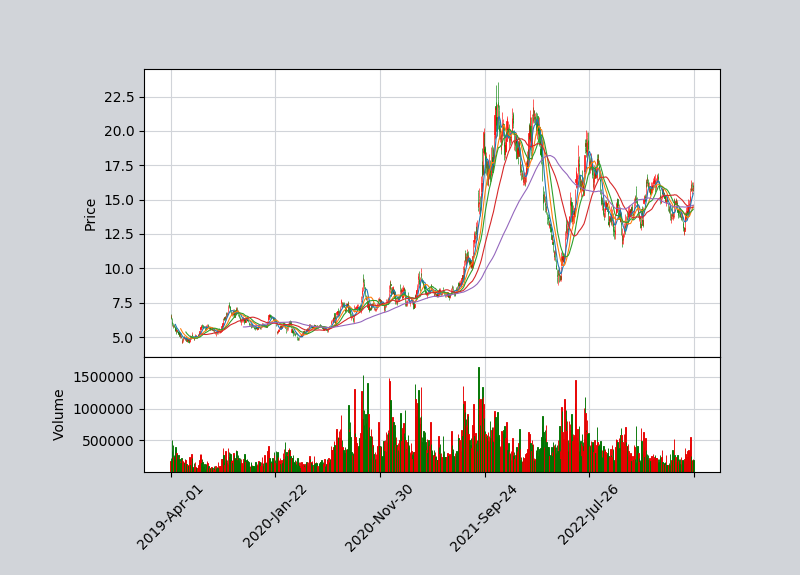 22.5
20.0
17.5
15.0
12.5
10.0
7.5
5.0
Price
1500000
1000000
500000
Volume
2019-Apr-01
2020-Jan-22
2020-Nov-30
2021-Sep-24
2022-Jul-26